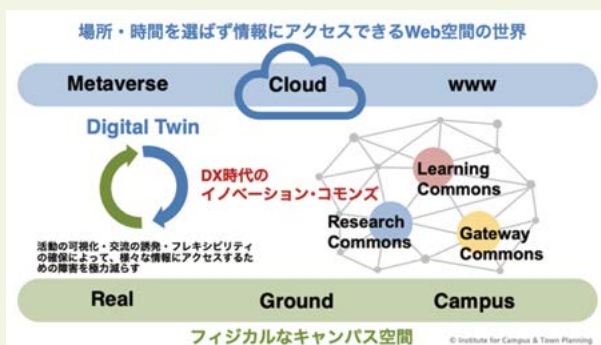 場所・時間を選ばず情報にアクセスできるWeb空間の世界
Metaverse
Cloud
www
Digital Twin
DX時代の
イノベーション・コモンズ
活動の可視化・交流の誘発・フレキシビリティ
の確保によって、様々な情報にアクセスするた
めの障害を極力減らす
Learning
Commons
Research
Commons
Gateway
Commons
Real
Ground
Campus
フィジカルなキャンパス空間
© Institute for Campus & Town Planning